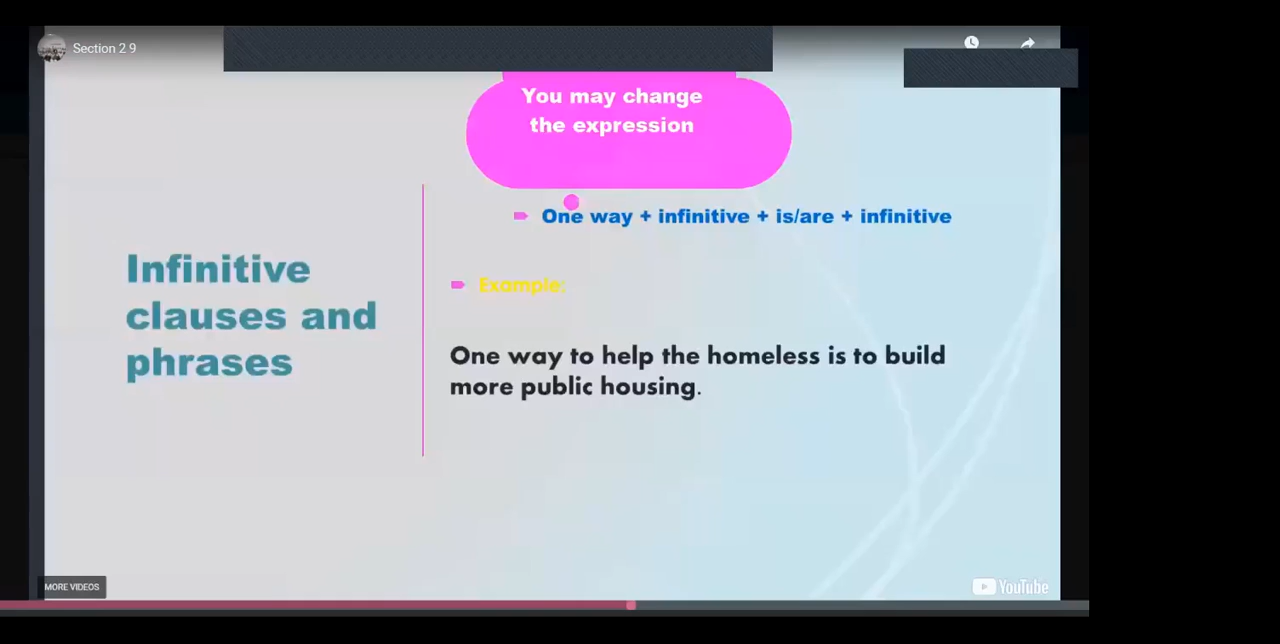 Section 2 9
You may change
the expression
One way + infinitive + is/are + infinitive
Infinitive
clauses and
phrases
Example:
One way to help the homeless is to build
more public housing.
MORE VIDEOS
YouTube